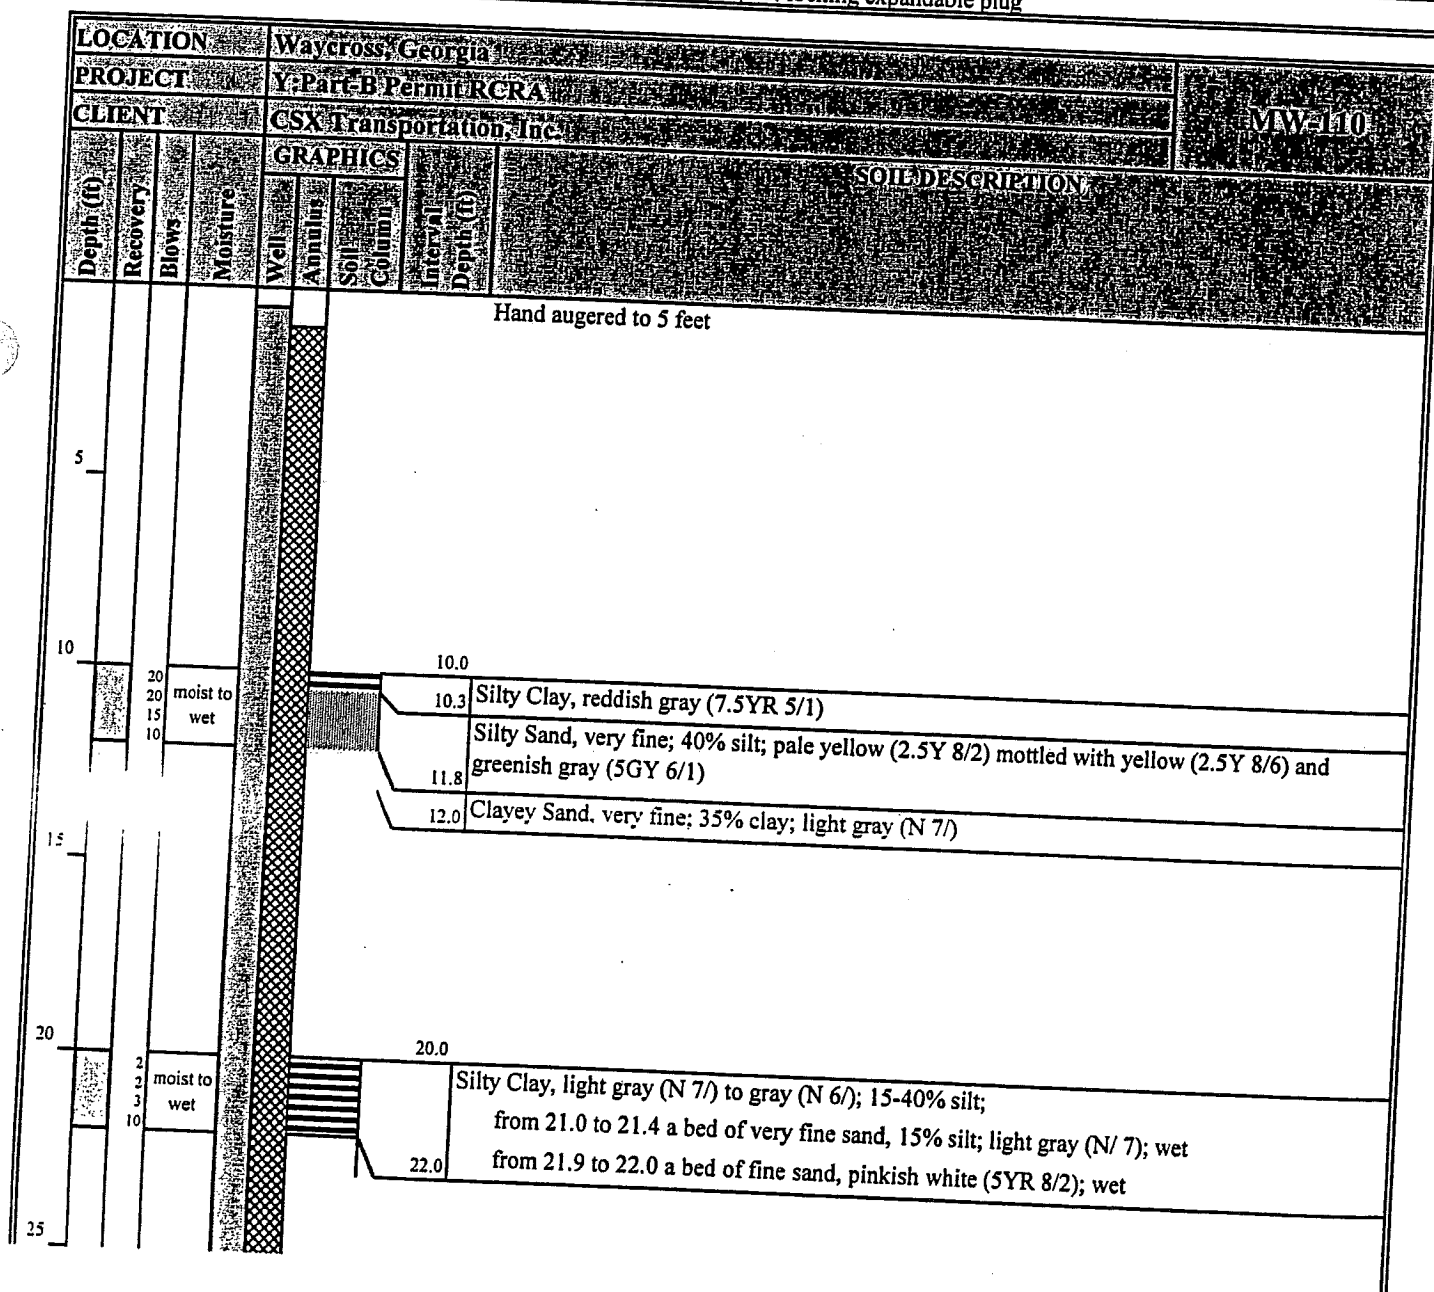 locking expandable plug
LOCATION Waycross, Georgia
PROJECT Y:Part-B Permit RCRA
MW-110
CLIENT CSX Transportation, Inc.
GRAPHICS
SOIL DESCRIPTION
Depth (ft)
Recovery
Blows
Moisture
Well
Annulus
Soil Column
Interval Depth (ft)
Hand augered to 5 feet
5
10
10.0
20
20
15
10
moist to
wet
10.3 Silty Clay, reddish gray (7.5YR 5/1)
Silty Sand, very fine; 40% silt; pale yellow (2.5Y 8/2) mottled with yellow (2.5Y 8/6) and
11.8 greenish gray (5GY 6/1)
12.0 Clayey Sand, very fine; 35% clay; light gray (N 7/)
15
20
20.0
2
2
3
10
moist to
wet
Silty Clay, light gray (N 7/) to gray (N 6/); 15-40% silt;
from 21.0 to 21.4 a bed of very fine sand, 15% silt; light gray (N/ 7); wet
22.0 from 21.9 to 22.0 a bed of fine sand, pinkish white (5YR 8/2); wet
25